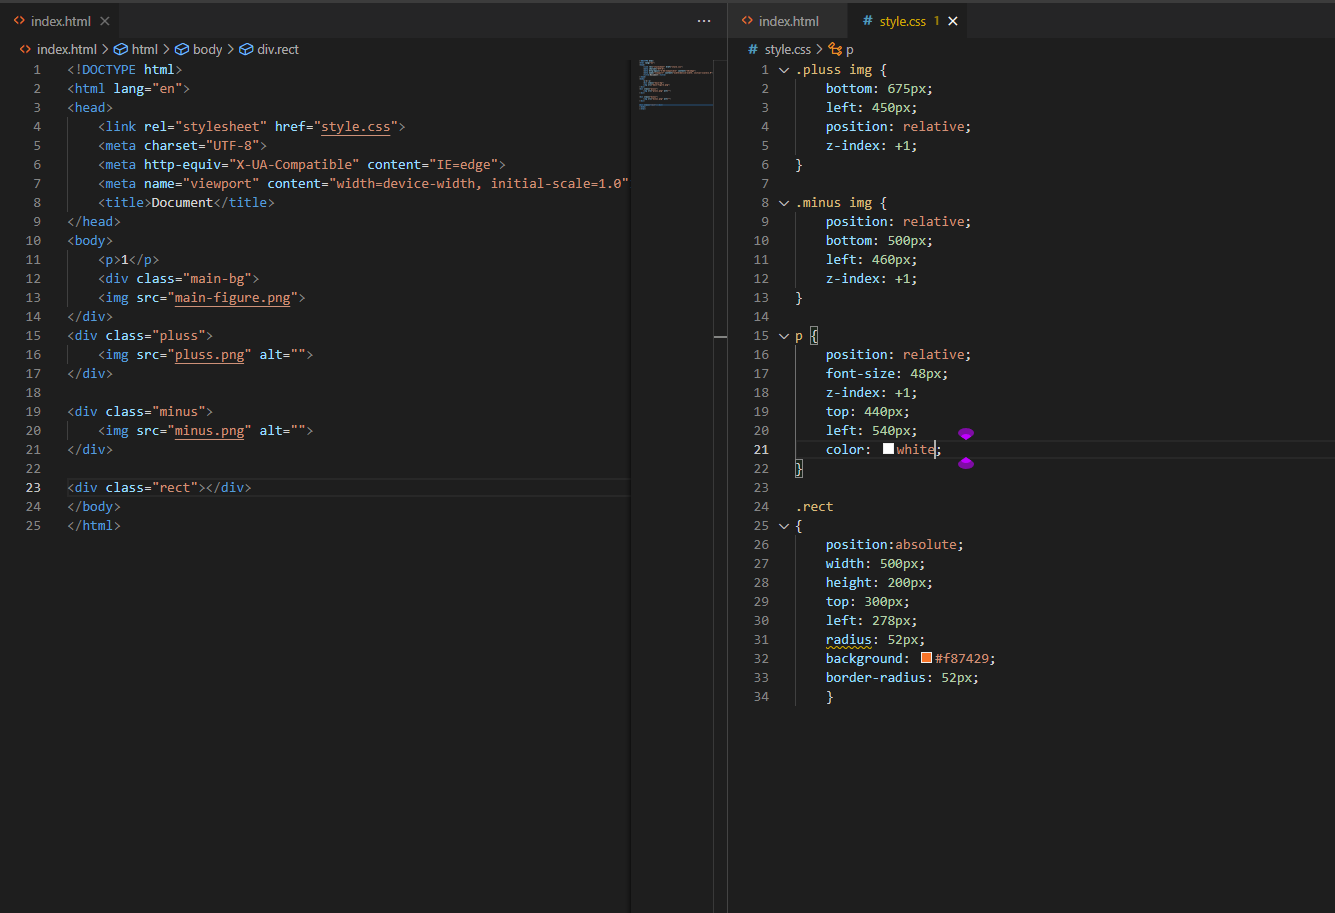 index.html
index.html > html > body > div.rect
1 <!DOCTYPE html>
2 <html lang="en">
3 <head>
4 <link rel="stylesheet" href="style.css">
5 <meta charset="UTF-8">
6 <meta http-equiv="X-UA-Compatible" content="IE=edge">
7 <meta name="viewport" content="width=device-width, initial-scale=1.0"
8 <title>Document</title>
9 </head>
10 <body>
11 <p>1</p>
12 <div class="main-bg">
13 <img src="main-figure.png">
14 </div>
15 <div class="pluss">
16 <img src="pluss.png" alt="">
17 </div>
18
19 <div class="minus">
20 <img src="minus.png" alt="">
21 </div>
22
23 <div class="rect"></div>
24 </body>
25 </html>
index.html # style.css 1
# style.css > p
1 .pluss img {
2 bottom: 675px;
3 left: 450px;
4 position: relative;
5 z-index: +1;
6 }
7
8 .minus img {
9 position: relative;
10 bottom: 500px;
11 left: 460px;
12 z-index: +1;
13 }
14
15 p {
16 position: relative;
17 font-size: 48px;
18 z-index: +1;
19 top: 440px;
20 left: 540px;
21 color: white;
22 }
23
24 .rect
25 {
26 position:absolute;
27 width: 500px;
28 height: 200px;
29 top: 300px;
30 left: 278px;
31 radius: 52px;
32 background: #f87429;
33 border-radius: 52px;
34 }